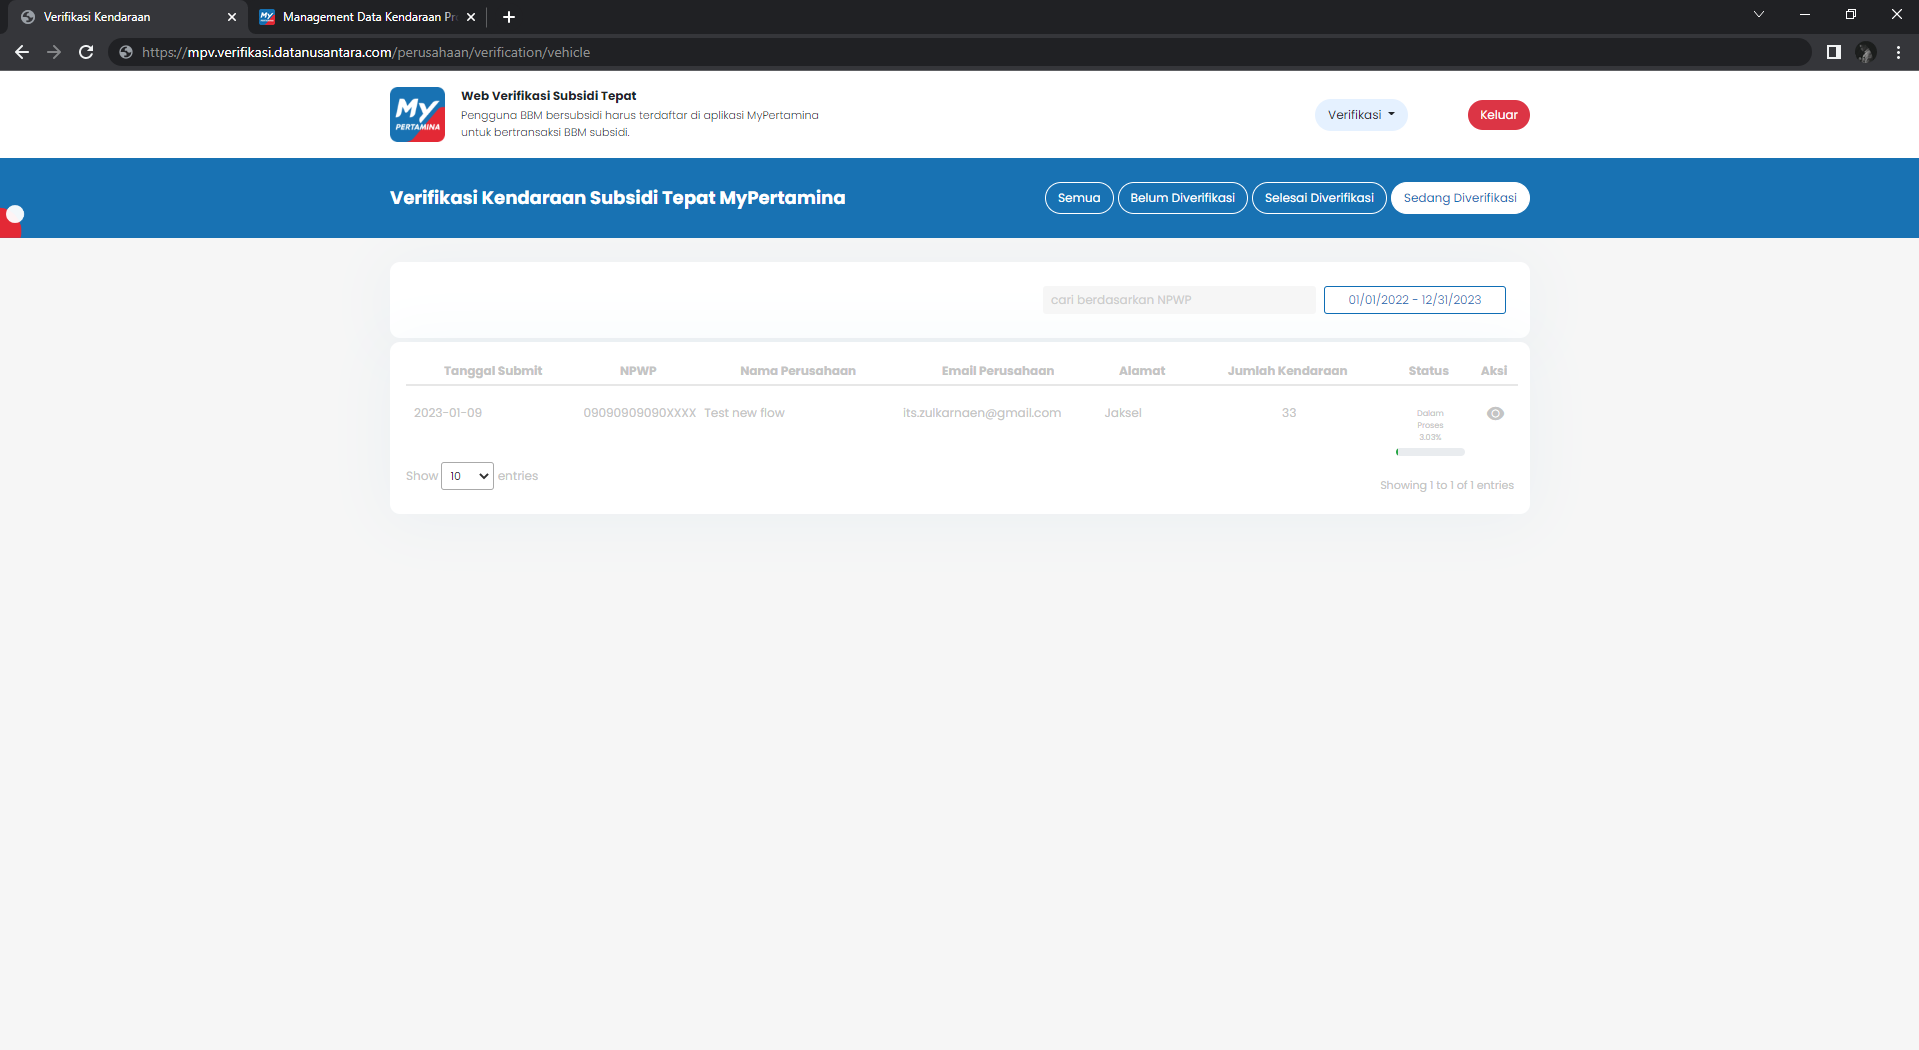 Verifikasi Kendaraan
My
Management Data Kendaraan Pr
https://mpv.verifikasi.datanusantara.com/perusahaan/verification/vehicle
My
PERTAMINA
Web Verifikasi Subsidi Tepat
Pengguna BBM bersubsidi harus terdaftar di aplikasi MyPertamina
untuk bertransaksi BBM subsidi.
Verifikasi
Keluar
Verifikasi Kendaraan Subsidi Tepat MyPertamina
Semua
Belum Diverifikasi
Selesai Diverifikasi
Sedang Diverifikasi
cari berdasarkan NPWP
01/01/2022 - 12/31/2023
Tanggal Submit NPWP Nama Perusahaan Email Perusahaan Alamat Jumlah Kendaraan Status Aksi
2023-01-09 09090909090XXXX Test new flow its.zulkarnaen@gmail.com Jaksel 33
Dalam
Proses
3.03%
Show 10 entries
Showing 1 to 1 of 1 entries